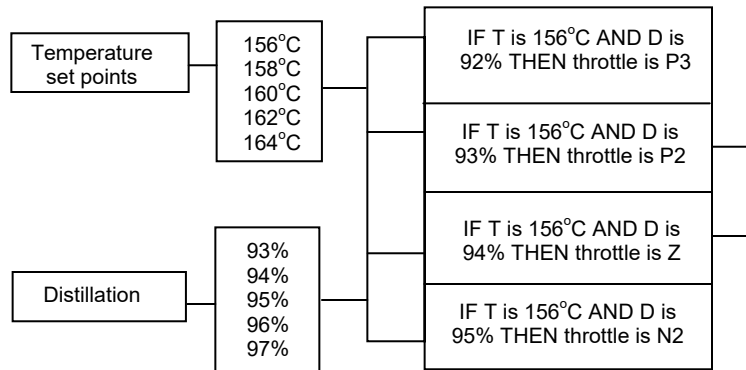 Temperature
set points
156°C
158°C
160°C
162°C
164°C
IF T is 156°C AND D is
92% THEN throttle is P3
IF T is 156°C AND D is
93% THEN throttle is P2
IF T is 156°C AND D is
94% THEN throttle is Z
IF T is 156°C AND D is
95% THEN throttle is N2
Distillation
93%
94%
95%
96%
97%